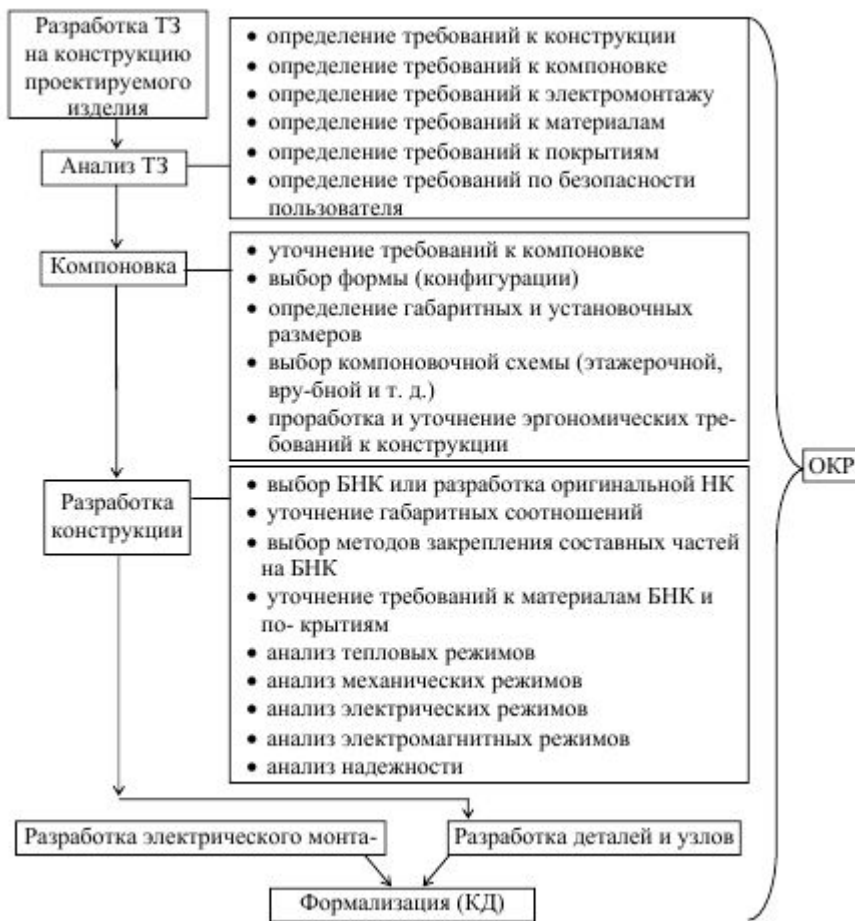 Разработка ТЗ
на конструкцию
проектируемого
изделия
• определение требований к конструкции
• определение требований к компоновке
• определение требований к электромонтажу
• определение требований к материалам
• определение требований к покрытиям
• определение требований по безопасности
пользователя
Анализ ТЗ
Компоновка
• уточнение требований к компоновке
• выбор формы (конфигурации)
• определение габаритных и установочных
размеров
• выбор компоновочной схемы (этажерочной,
вру-бной и т. д.)
• проработка и уточнение эргономических тре-
бований к конструкции
ОКР
Разработка
конструкции
• выбор БНК или разработка оригинальной НК
• уточнение габаритных соотношений
• выбор методов закрепления составных частей
на БНК
• уточнение требований к материалам БНК и
по- крытиям
• анализ тепловых режимов
• анализ механических режимов
• анализ электрических режимов
• анализ электромагнитных режимов
• анализ надежности
Разработка электрического монта-
Разработка деталей и узлов
Формализация (КД)